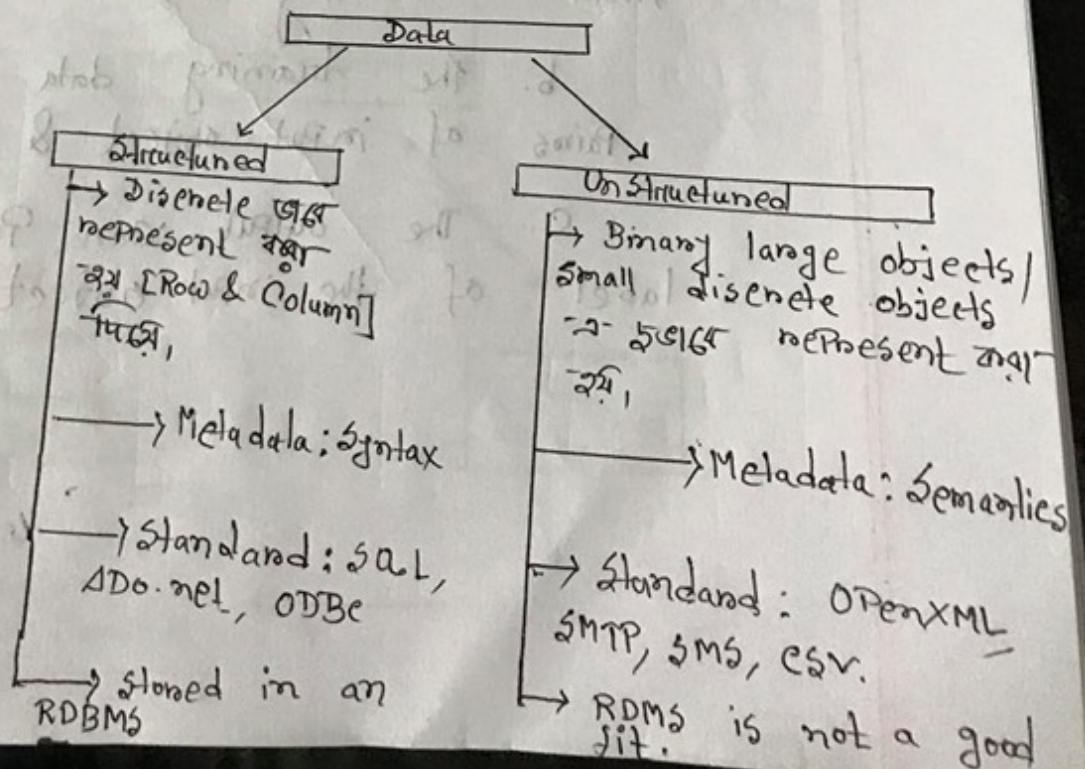 Data
Structured
→ Discrete ভাবে
represent করা
হয় [Row & Column]
দিয়ে,
→ Metadata: Syntax
→ Standard: SQL,
ADO.net, ODBC
→ Stored in an
RDBMS
Unstructured
→ Binary large objects/
small discrete objects
-এ- represent করা
হয়,
→ Metadata: Semantics
→ Standard: OpenXML
SMTP, SMS, CSV.
→ RDMS is not a good
fit.